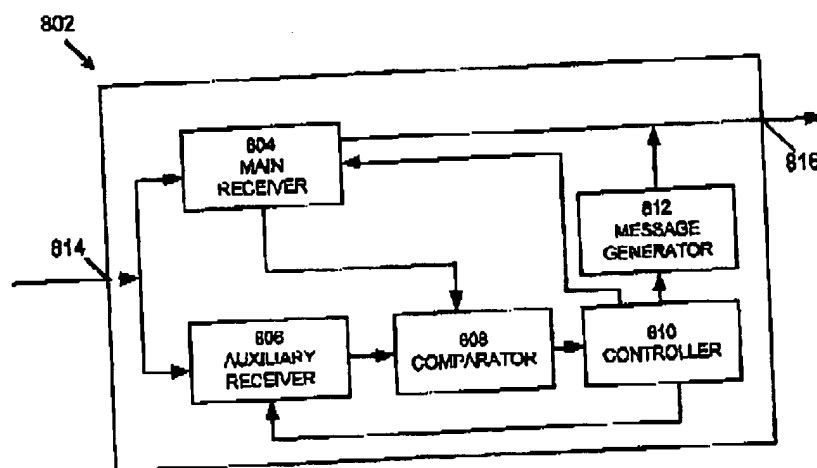 802
804
MAIN
RECEIVER
816
812
MESSAGE
GENERATOR
814
806
AUXILIARY
RECEIVER
808
COMPARATOR
810
CONTROLLER